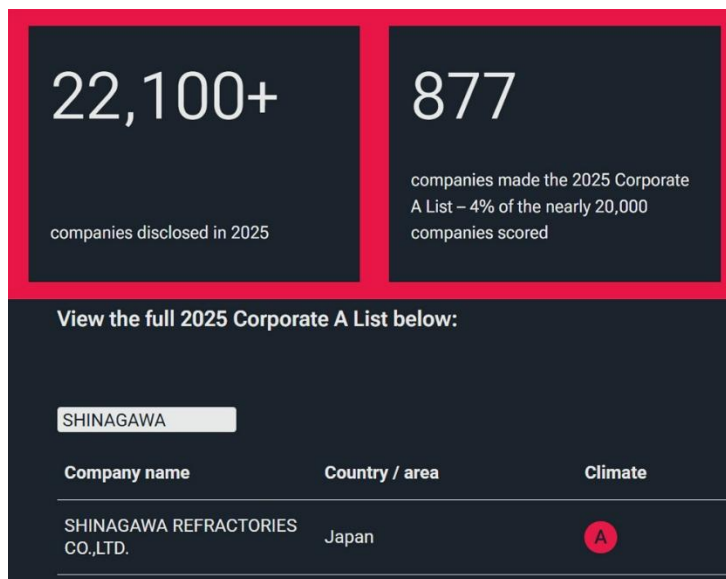 22,100+
companies disclosed in 2025
877
companies made the 2025 Corporate
A List – 4% of the nearly 20,000
companies scored
View the full 2025 Corporate A List below:
SHINAGAWA
Company name Country / area Climate
SHINAGAWA REFRACTORIES
CO.,LTD.
Japan
A